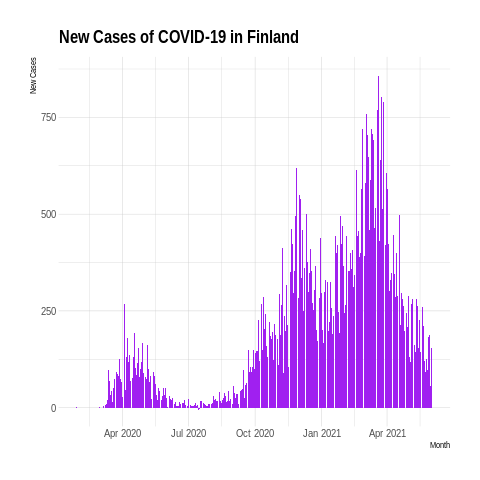 New Cases of COVID-19 in Finland
New Cases
750
500
250
0
Apr 2020 Jul 2020 Oct 2020 Jan 2021 Apr 2021
Month